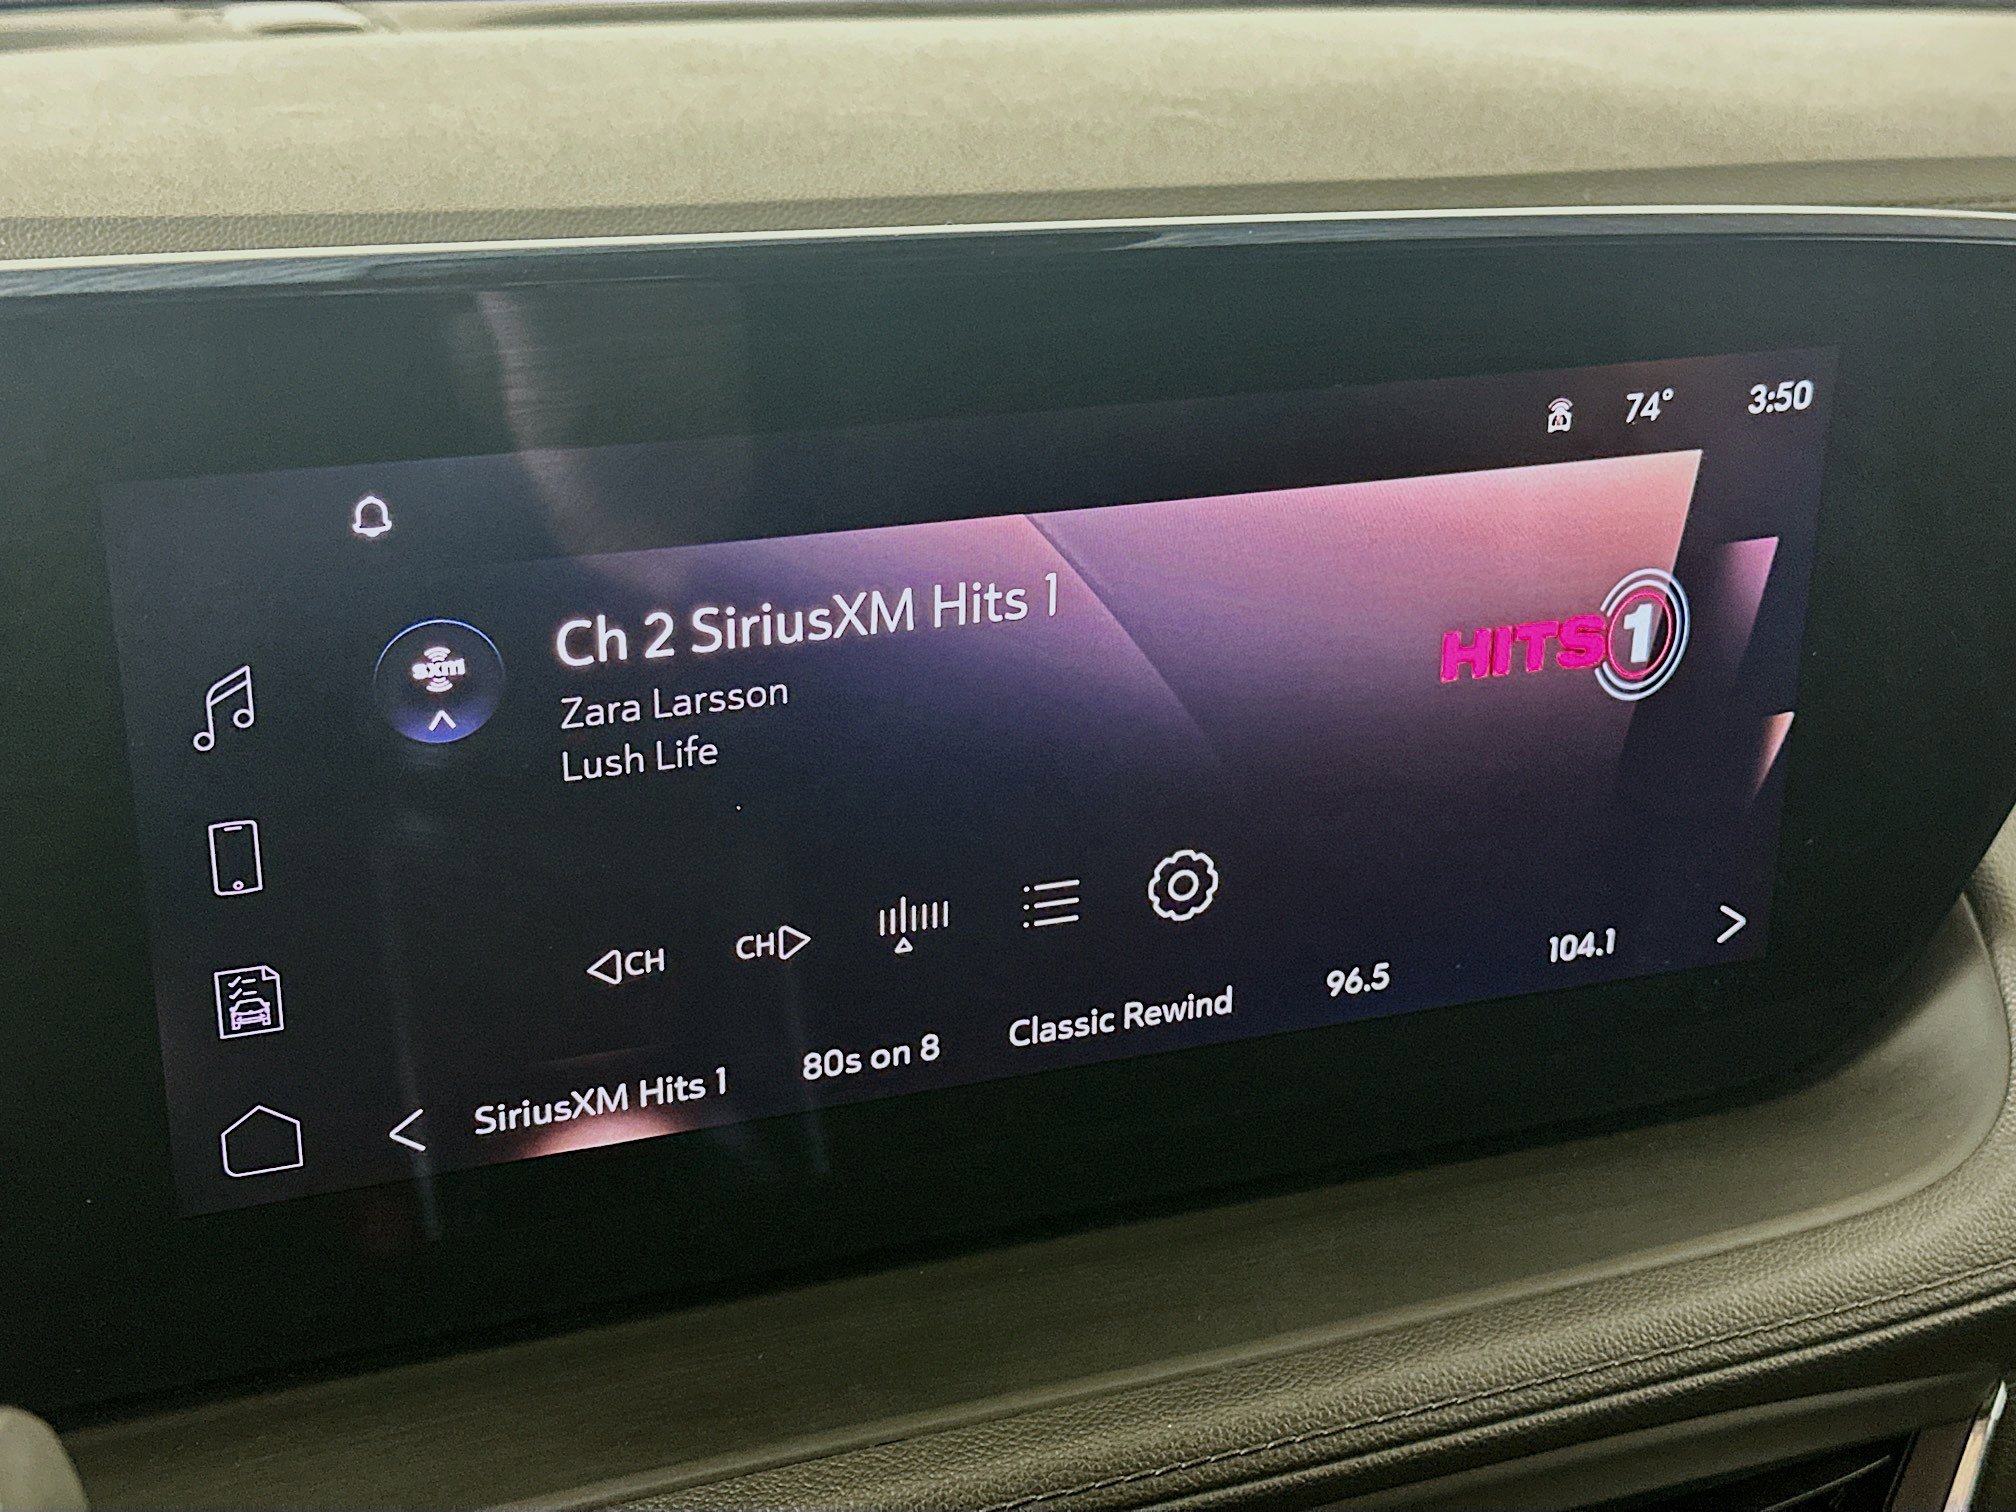 74° 3:50
Ch 2 SiriusXM Hits 1
sxm
Zara Larsson
Lush Life
HITS 1
CH CH
SiriusXM Hits 1 80s on 8 Classic Rewind 96.5 104.1